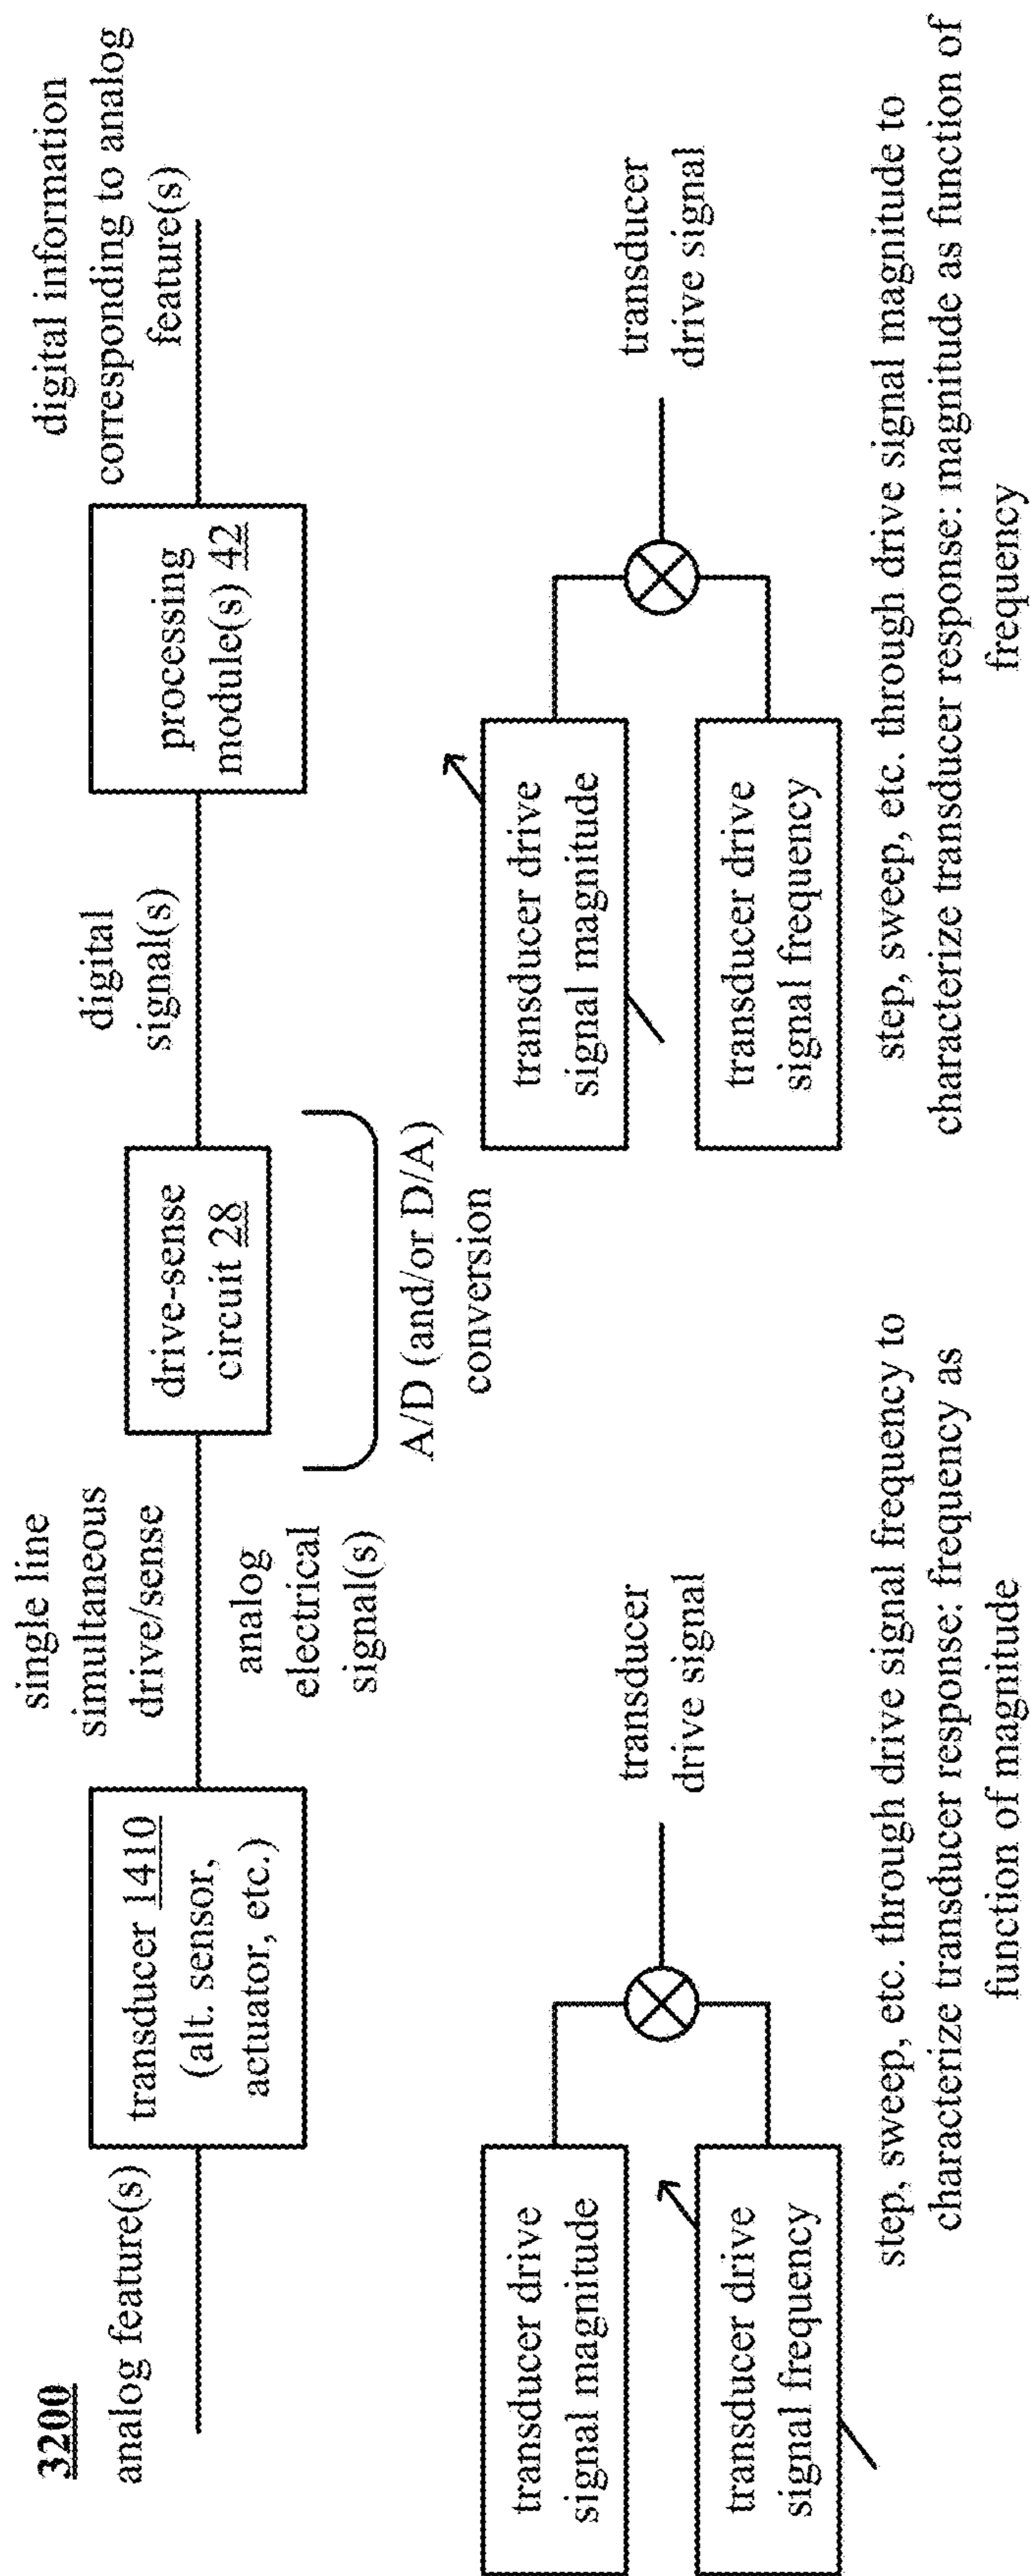 3200
analog feature(s)
transducer 1410
(alt. sensor,
actuator, etc.)
single line
simultaneous
drive/sense
analog
electrical
signal(s)
drive-sense
circuit 28
A/D (and/or D/A)
conversion
digital
signal(s)
processing
module(s) 42
digital information
corresponding to analog
feature(s)
transducer drive
signal magnitude
transducer drive
signal frequency
transducer
drive signal
step, sweep, etc. through drive signal frequency to
characterize transducer response: frequency as
function of magnitude
transducer drive
signal magnitude
transducer drive
signal frequency
transducer
drive signal
step, sweep, etc. through drive signal magnitude to
characterize transducer response: magnitude as function of
frequency